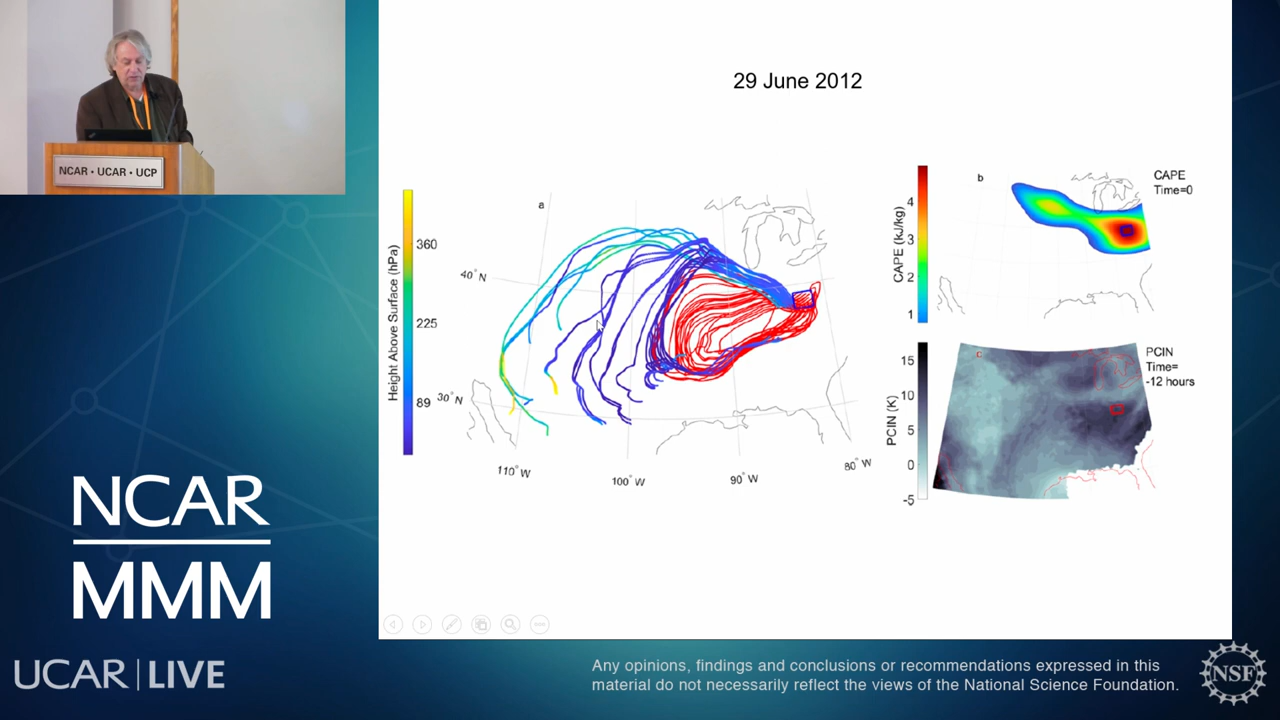 NCAR • UCAR • UCP
29 June 2012
a
Height Above Surface (hPa)
360
225
89
40° N
30° N
110° W
100° W
90° W
80° W
b
CAPE
Time=0
CAPE (kJ/kg)
4
3
2
1
c
PCIN
Time=
-12 hours
PCIN (K)
15
10
5
0
-5
NCAR
MMM
UCAR | LIVE
Any opinions, findings and conclusions or recommendations expressed in this
material do not necessarily reflect the views of the National Science Foundation.
NSF